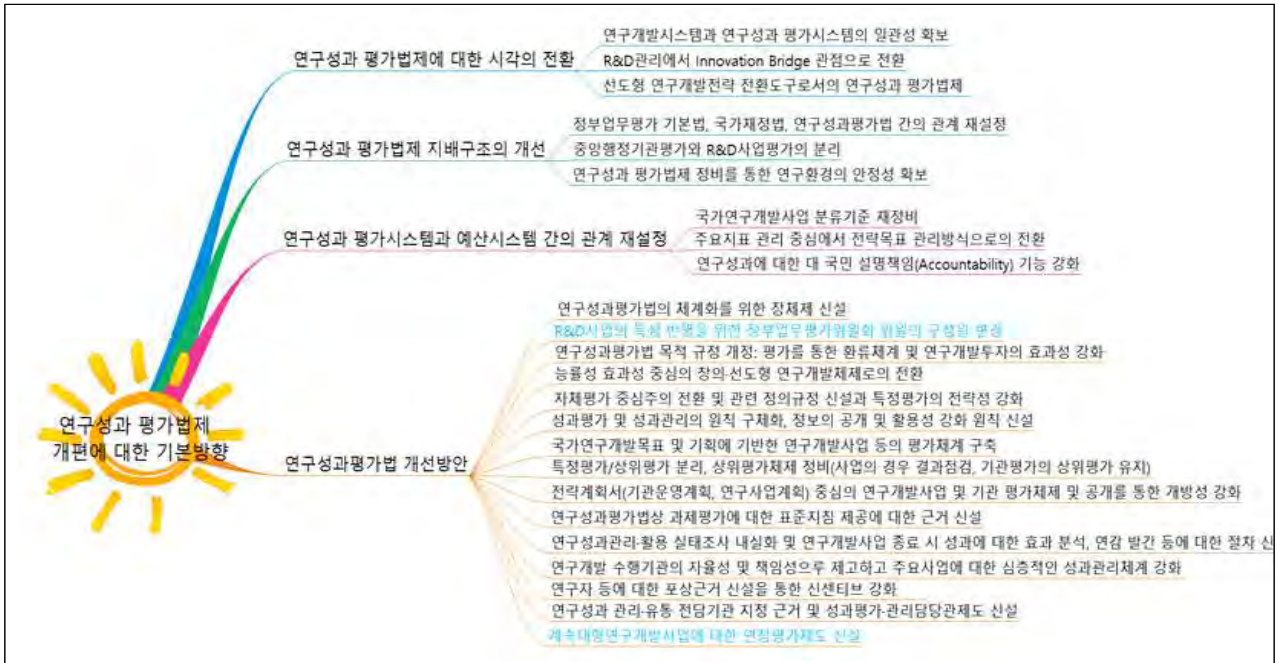 연구성과 평가법제에 대한 시각의 전환
연구개발시스템과 연구성과 평가시스템의 일관성 확보
R&D관리에서 Innovation Bridge 관점으로 전환
선도형 연구개발전략 전환도구로서의 연구성과 평가법제
연구성과 평가법제 지배구조의 개선
정부업무평가 기본법, 국가재정법, 연구성과평가법 간의 관계 재설정
중앙행정기관평가와 R&D사업평가의 분리
연구성과 평가법제 정비를 통한 연구환경의 안정성 확보
연구성과 평가시스템과 예산시스템 간의 관계 재설정
국가연구개발사업 분류기준 재정비
주요지표 관리 중심에서 전략목표 관리방식으로의 전환
연구성과에 대한 대 국민 설명책임(Accountability) 기능 강화
연구성과 평가법제
개편에 대한 기본방향
연구성과평가법 개선방안
연구성과평가법의 체계화를 위한 장체제 신설
R&D사업의 특성 반영을 위한 정부업무평가위원회 위원의 구성원
연구성과평가법 목적 규정 개정: 평가를 통한 환류체계 및 연구개발투자의 효과성 강화
능률성 효과성 중심의 창의·선도형 연구개발체제로의 전환
자체평가 중심주의 전환 및 관련 정의규정 신설과 특정평가의 전략성 강화
성과평가 및 성과관리의 원칙 구체화, 정보의 공개 및 활용성 강화 원칙 신설
국가연구개발목표 및 기획에 기반한 연구개발사업 등의 평가체계 구축
특정평가/상위평가 분리, 상위평가체제 정비(사업의 경우 결과점검, 기관평가의 상위평가 유지)
전략계획서(기관운영계획, 연구사업계획) 중심의 연구개발사업 및 기관 평가체제 및 공개를 통한 개방성 강화
연구성과평가법상 과제평가에 대한 표준지침 제공에 대한 근거 신설
연구성과관리·활용 실태조사 내실화 및 연구개발사업 종료 시 성과에 대한 효과 분석, 연감 발간 등에 대한 절차 신
연구개발 수행기관의 자율성 및 책임성으루 제고하고 주요사업에 대한 심층적인 성과관리체계 강화
연구자 등에 대한 포상근거 신설을 통한 신센티브 강화
연구성과 관리·유통 전담기관 지정 근거 및 성과평가·관리담당관제도 신설
계속대형연구개발사업에 대한 연장평가제도 신설